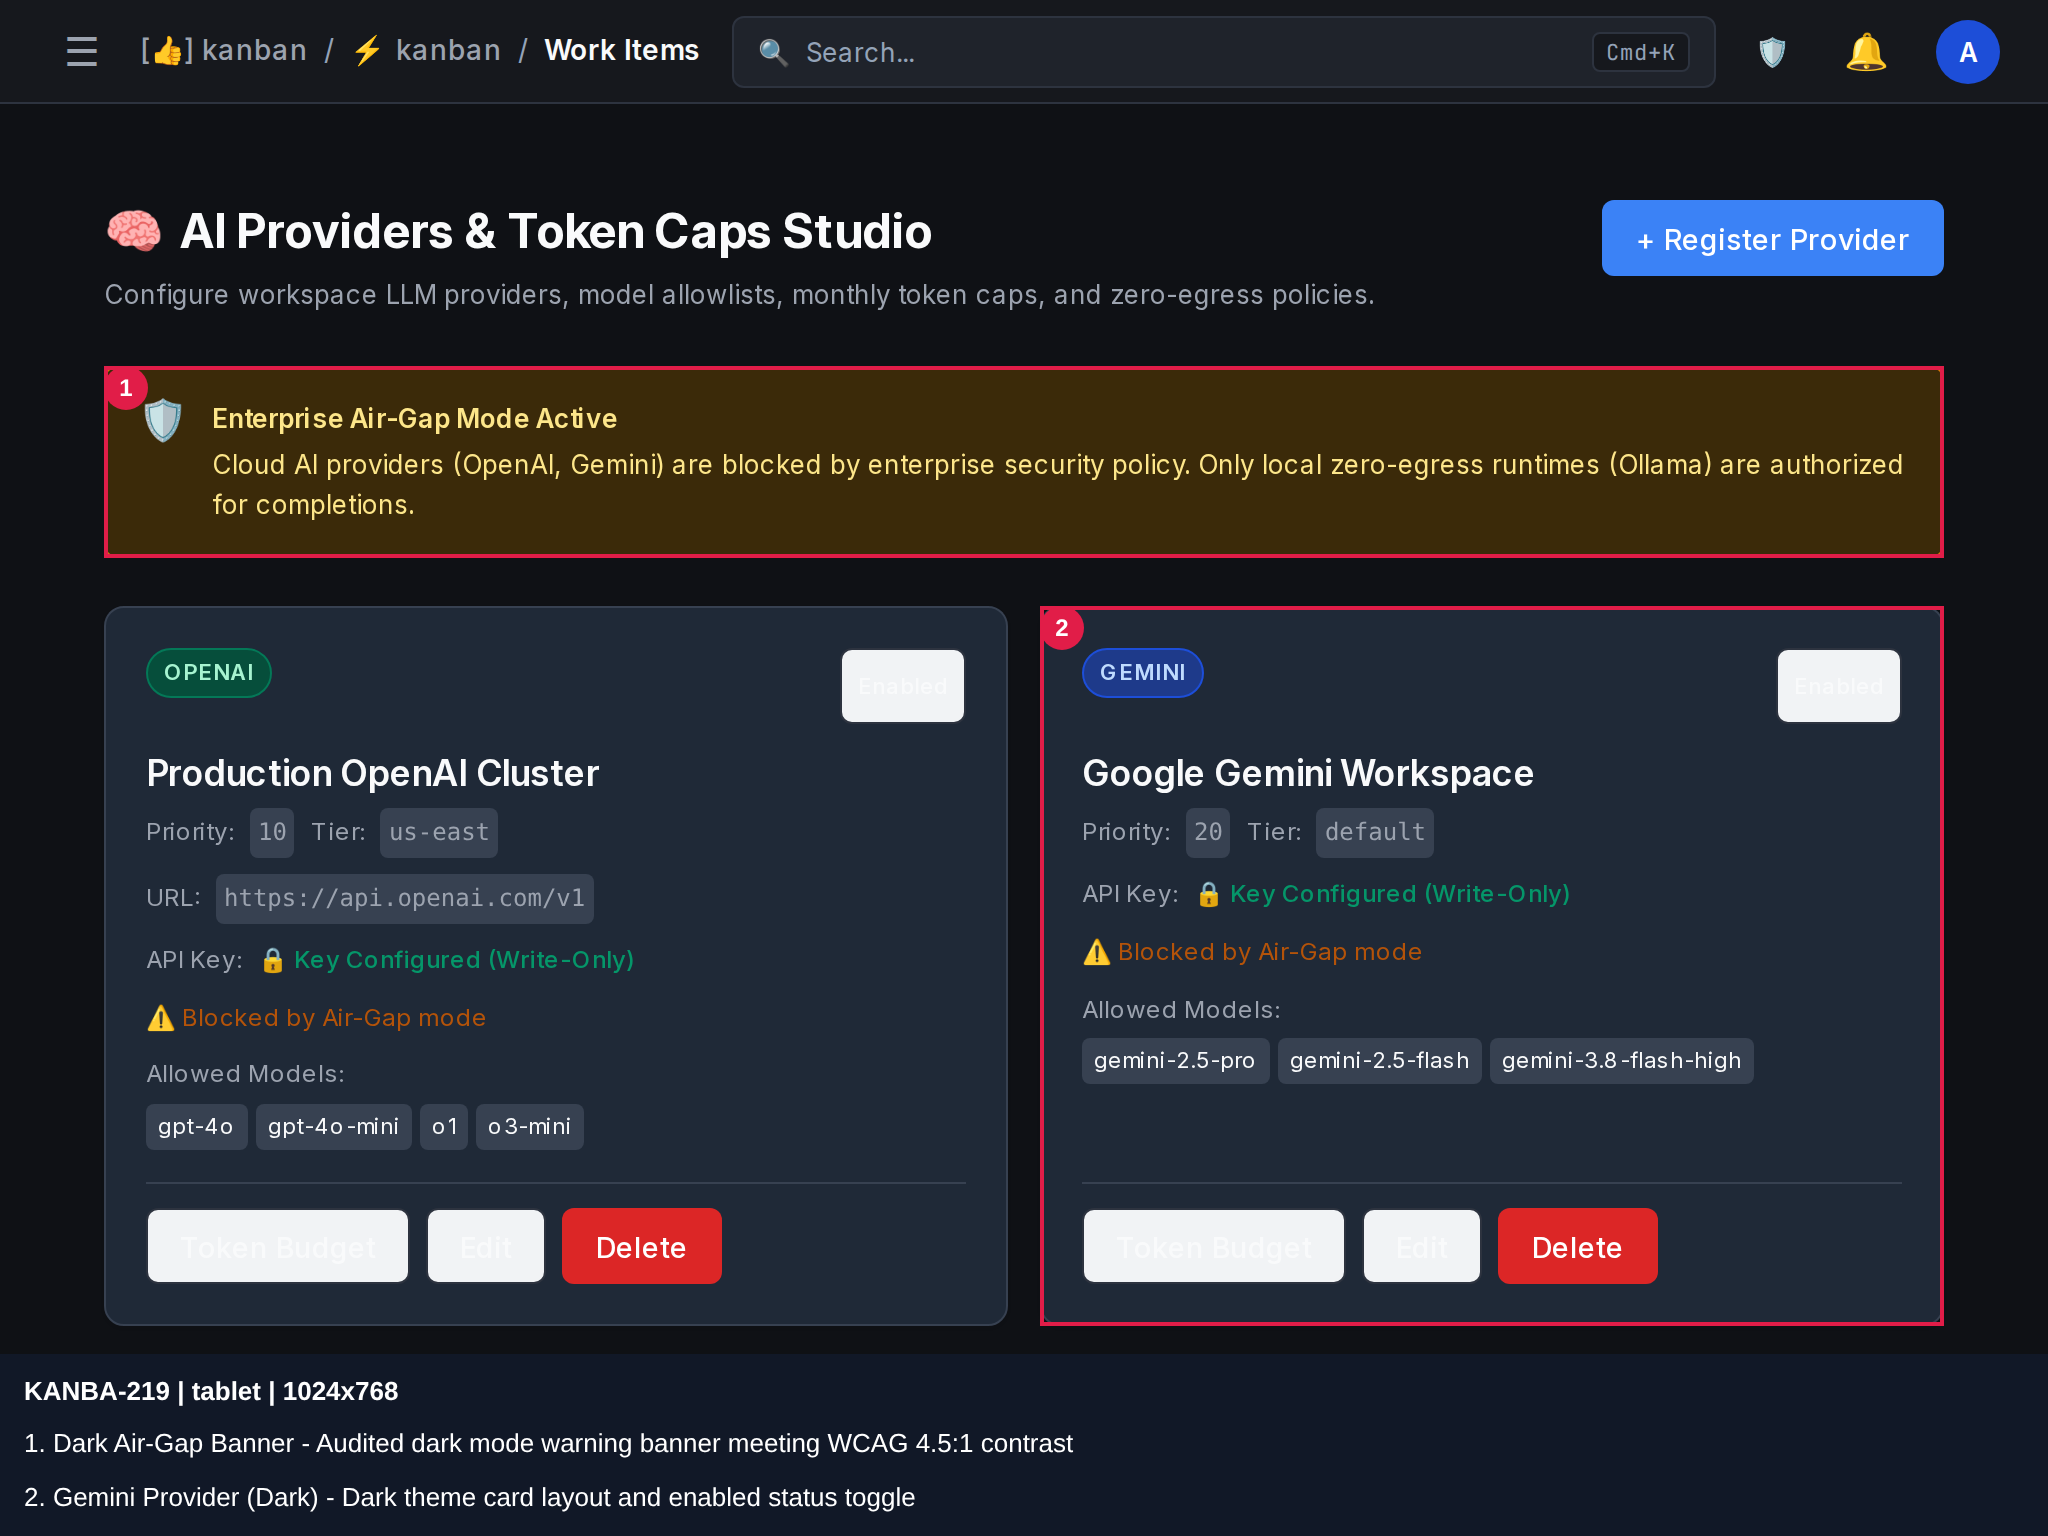 ☰ [👍] kanban / ⚡ kanban / Work Items
🔍 Search... Cmd+K
A
🧠 AI Providers & Token Caps Studio
+ Register Provider
Configure workspace LLM providers, model allowlists, monthly token caps, and zero-egress policies.
1
Enterprise Air-Gap Mode Active
Cloud AI providers (OpenAI, Gemini) are blocked by enterprise security policy. Only local zero-egress runtimes (Ollama) are authorized
for completions.
OPENAI
Enabled
Production OpenAI Cluster
Priority: 10 Tier: us-east
URL: https://api.openai.com/v1
API Key: 🔒 Key Configured (Write-Only)
⚠️ Blocked by Air-Gap mode
Allowed Models:
gpt-4o gpt-4o-mini o1 o3-mini
Token Budget Edit Delete
2
GEMINI
Enabled
Google Gemini Workspace
Priority: 20 Tier: default
API Key: 🔒 Key Configured (Write-Only)
⚠️ Blocked by Air-Gap mode
Allowed Models:
gemini-2.5-pro gemini-2.5-flash gemini-3.8-flash-high
Token Budget Edit Delete
KANBA-219 | tablet | 1024x768
1. Dark Air-Gap Banner - Audited dark mode warning banner meeting WCAG 4.5:1 contrast
2. Gemini Provider (Dark) - Dark theme card layout and enabled status toggle